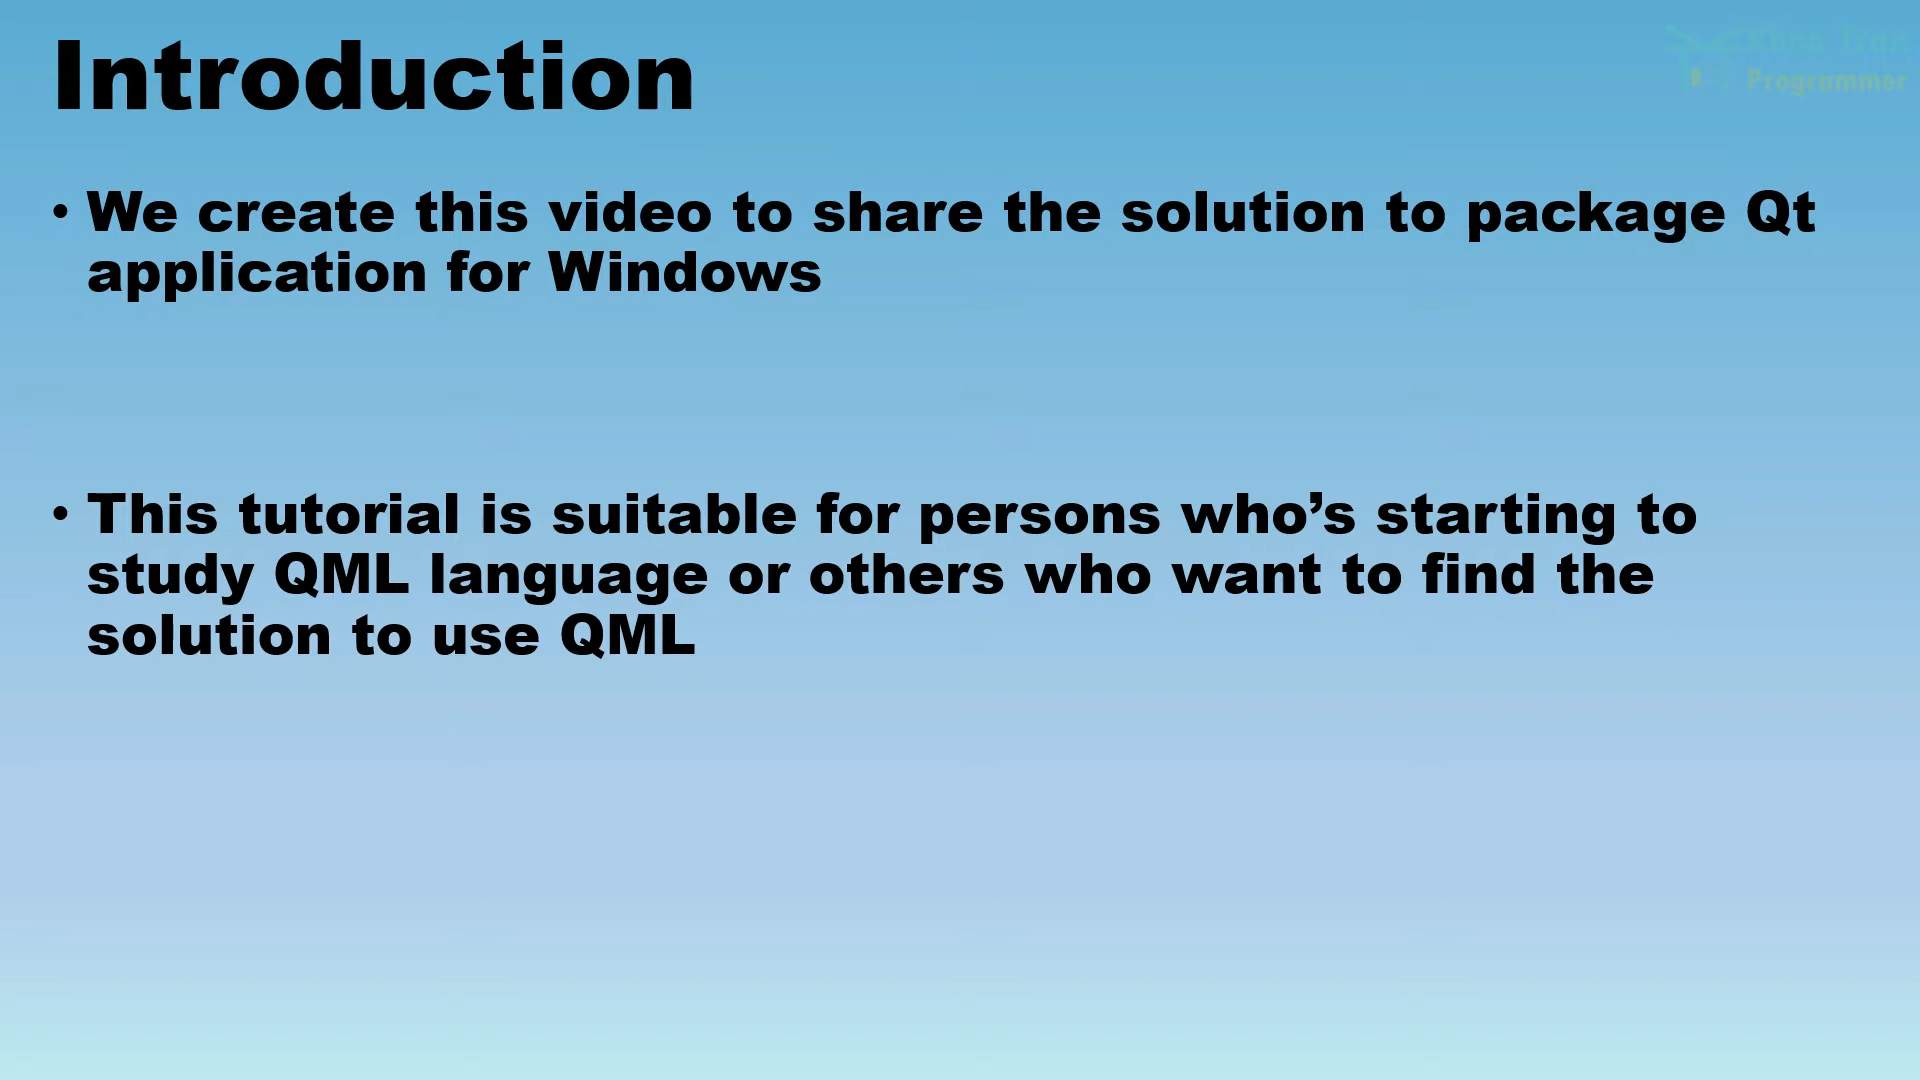 Introduction
Programmer
• We create this video to share the solution to package Qt
application for Windows
• This tutorial is suitable for persons who’s starting to
study QML language or others who want to find the
solution to use QML